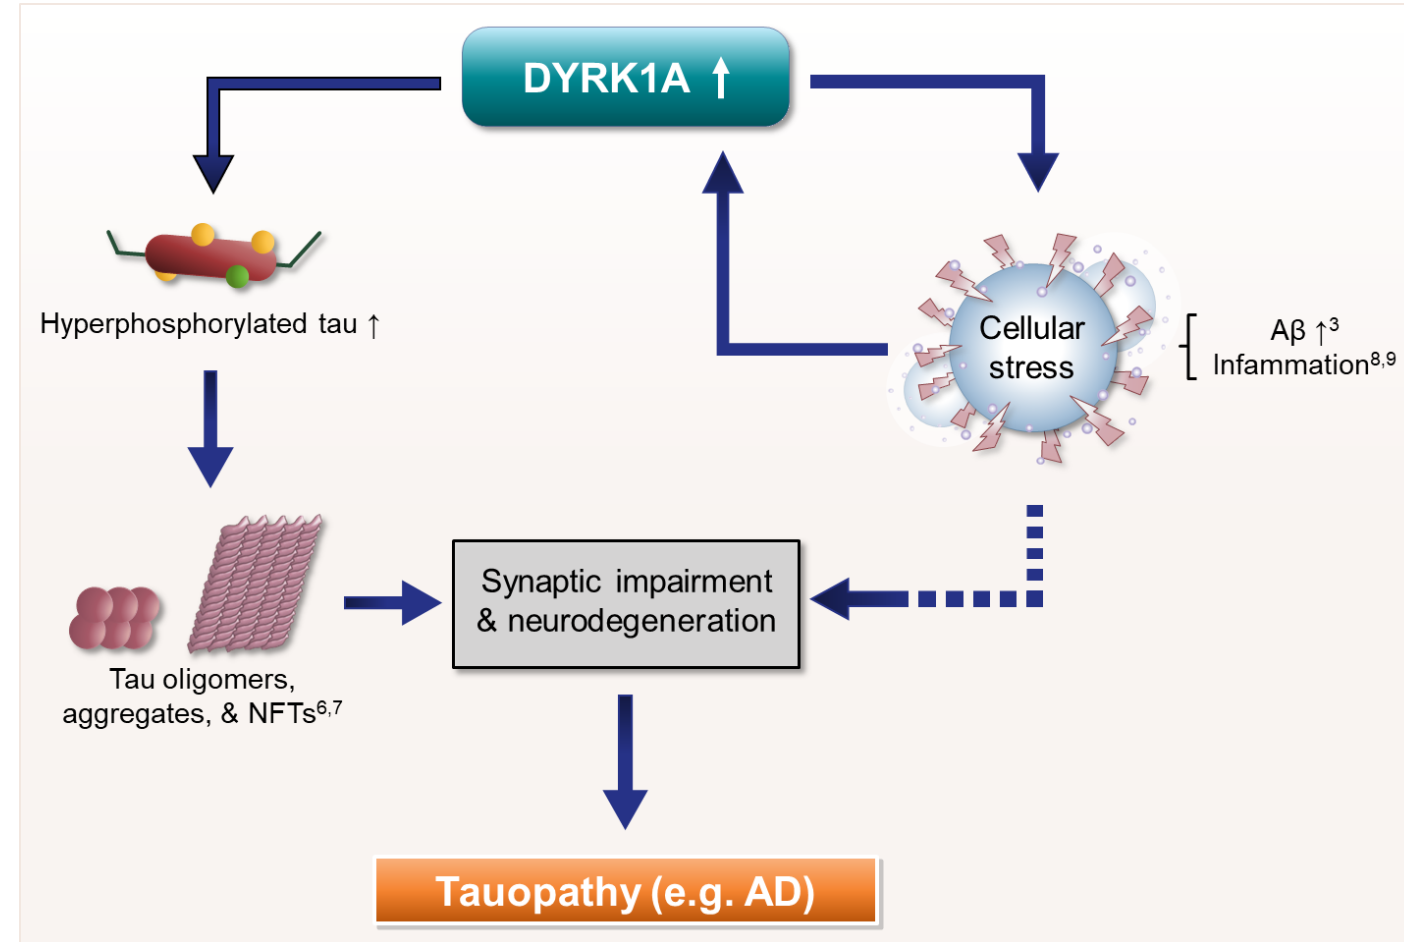 DYRK1A ↑
Hyperphosphorylated tau ↑
Cellular
stress
Aβ ↑³
Infammation⁸,⁹
Tau oligomers,
aggregates, & NFTs⁶,⁷
Synaptic impairment
& neurodegeneration
Tauopathy (e.g. AD)